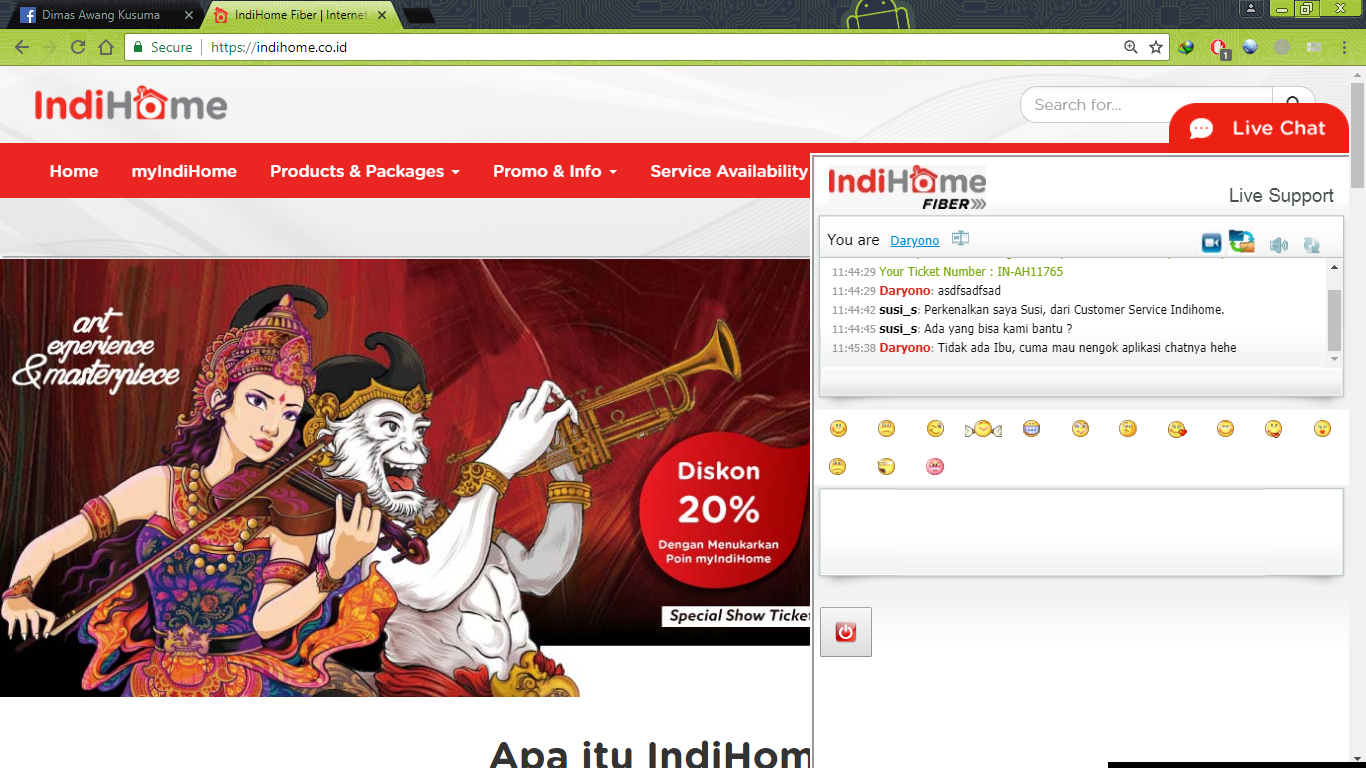 Dimas Awang Kusuma
IndiHome Fiber | Internet
Secure
https://indihome.co.id
1
IndiHome
Search for...
Live Chat
Home
myIndiHome
Products & Packages
Promo & Info
Service Availability
IndiHome
FIBER
Live Support
You are Daryono
11:44:29 Your Ticket Number : IN-AH11765
11:44:29 Daryono: asdfsadfsad
11:44:42 susi_s: Perkenalkan saya Susi, dari Customer Service Indihome.
11:44:45 susi_s: Ada yang bisa kami bantu ?
11:45:38 Daryono: Tidak ada Ibu, cuma mau nengok aplikasi chatnya hehe
art
experience
&masterpiece
Diskon
20%
Dengan Menukarkan
Poin myIndiHome
Special Show Ticke
Apa itu IndiHom